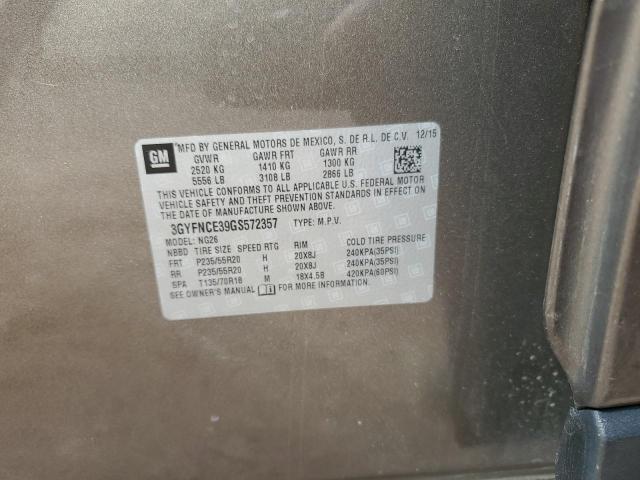 GM
MFD BY GENERAL MOTORS DE MEXICO, S. DE R.L. DE C.V. 12/15
GVWR GAWR FRT GAWR RR
2520 KG 1410 KG 1300 KG
5556 LB 3108 LB 2866 LB
THIS VEHICLE CONFORMS TO ALL APPLICABLE U.S. FEDERAL MOTOR
VEHICLE SAFETY AND THEFT PREVENTION STANDARDS IN EFFECT ON
THE DATE OF MANUFACTURE SHOWN ABOVE.
3GYFNCE39GS572357 TYPE: M.P.V.
MODEL: NG26
NBBD TIRE SIZE SPEED RTG RIM COLD TIRE PRESSURE
FRT P235/55R20 H 20X8J 240KPA(35PSI)
RR P235/55R20 H 20X8J 240KPA(35PSI)
SPA T135/70R18 M 18X4.5B 420KPA(60PSI)
SEE OWNER'S MANUAL FOR MORE INFORMATION.